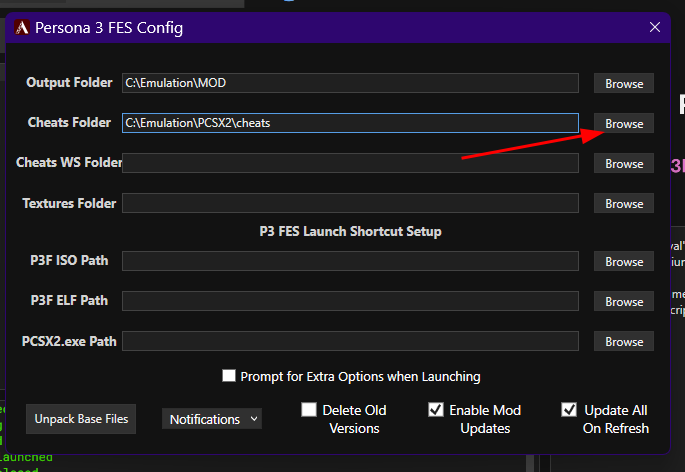 Persona 3 FES Config
Output Folder C:\Emulation\MOD Browse
Cheats Folder C:\Emulation\PCSX2\cheats Browse
Cheats WS Folder Browse
Textures Folder Browse
P3 FES Launch Shortcut Setup
P3F ISO Path Browse
P3F ELF Path Browse
PCSX2.exe Path Browse
Prompt for Extra Options when Launching
Unpack Base Files Notifications Delete Old Versions Enable Mod Updates Update All On Refresh